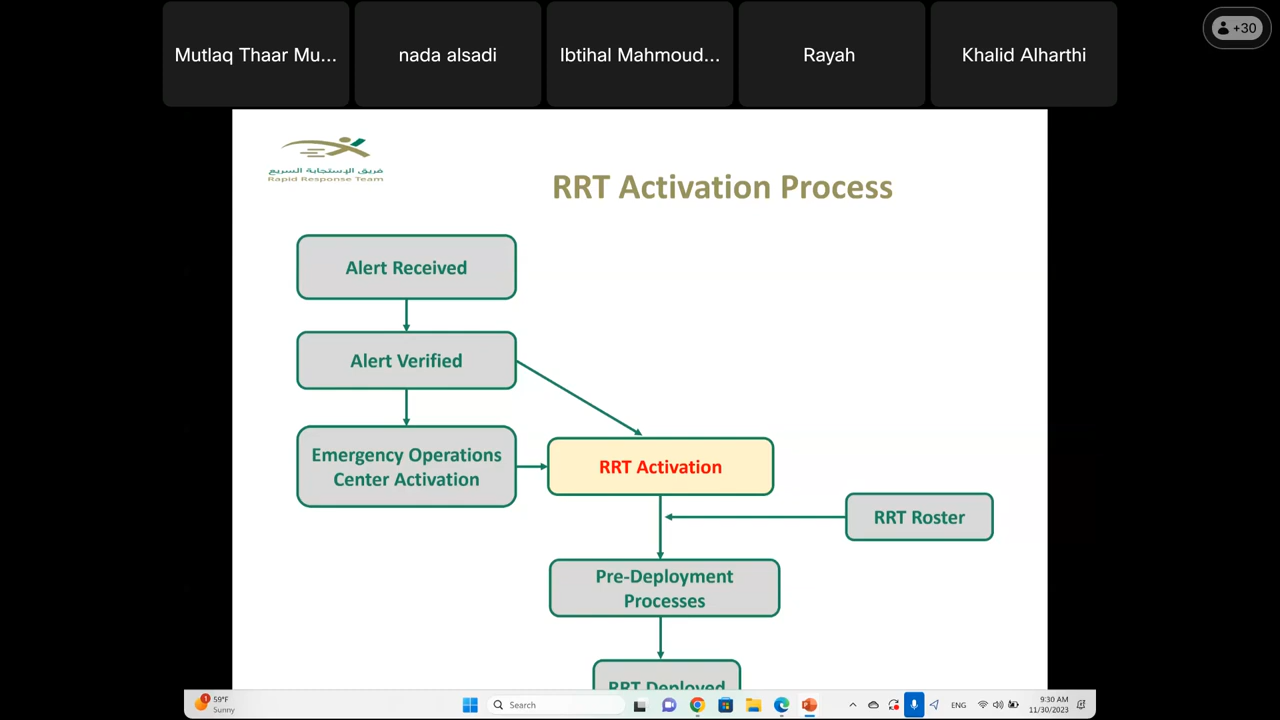 Mutlaq Thaar Mu...
nada alsadi
Ibtihal Mahmoud...
Rayah
Khalid Alharthi
+30
فريق الإستجابة السريع
Rapid Response Team
RRT Activation Process
Alert Received
Alert Verified
Emergency Operations
Center Activation
RRT Activation
RRT Roster
Pre-Deployment
Processes
RRT Deployed
1
59°F
Sunny
Search
ENG
9:30 AM
11/30/2023